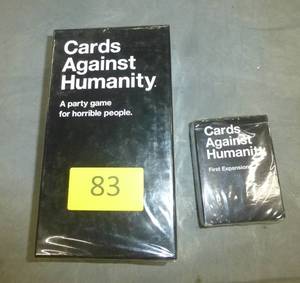 Cards
Against
Humanity.
A party game
for horrible people.
83
Cards
Against
Humanity
First Expansion